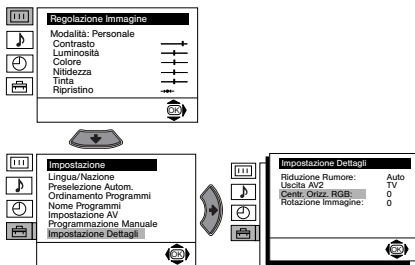 Regolazione Immagine
Modalità: Personale
Contrasto
Luminosità
Colore
Nitidezza
Tinta
Ripristino
OK
Impostazione
Lingua/Nazione
Preselezione Autom.
Ordinamento Programmi
Nome Programmi
Impostazione AV
Programmazione Manuale
Impostazione Dettagli
OK
Impostazione Dettagli
Riduzione Rumore: Auto
Uscita AV2 TV
Centr. Orizz. RGB: 0
Rotazione Immagine: 0
OK